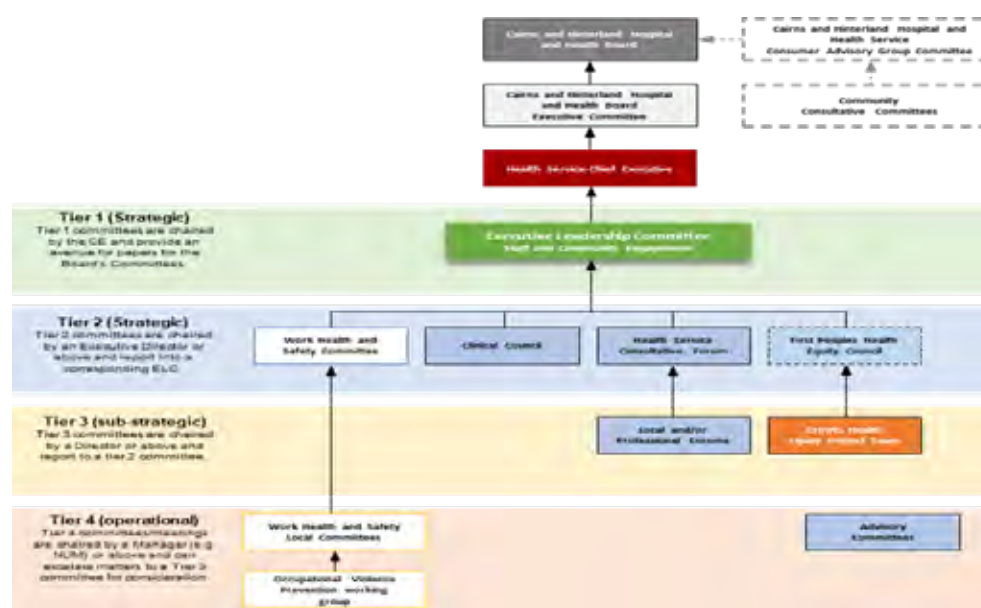 Cairns and Hinterland Hospital
and Health Board
Cairns and Hinterland Hospital and
Health Service
Consumer Advisory Group Committee
Cairns and Hinterland Hospital
and Health Board
Executive Committee
Community
Consultative Committees
Health Service Chief Executive
Tier 1 (Strategic)
Tier 1 committees are chaired
by the CE and provide an
avenue for papers for the
Board's Committees
Executive Leadership Committee
Staff and Community Engagement
Tier 2 (Strategic)
Tier 2 committees are chaired
by an Executive Director or
above and report into a
corresponding ELC
Work Health and
Safety Committee
Clinical Council
Health Service
Consultative Forum
First Peoples Health
Equity Council
Tier 3 (sub-strategic)
Tier 3 committees are chaired
by a Director or above and
report to a tier 2 committee
Local and/or
Professional Forums
Health
Equity Project Team
Tier 4 (operational)
Tier 4 committees/meetings
are chaired by a Manager (e.g
NUM) or above and can
escalate matters to a Tier 3
committee for consideration
Work Health and Safety
Local Committees
Advisory
Committees
Occupational Violence
Prevention working
group